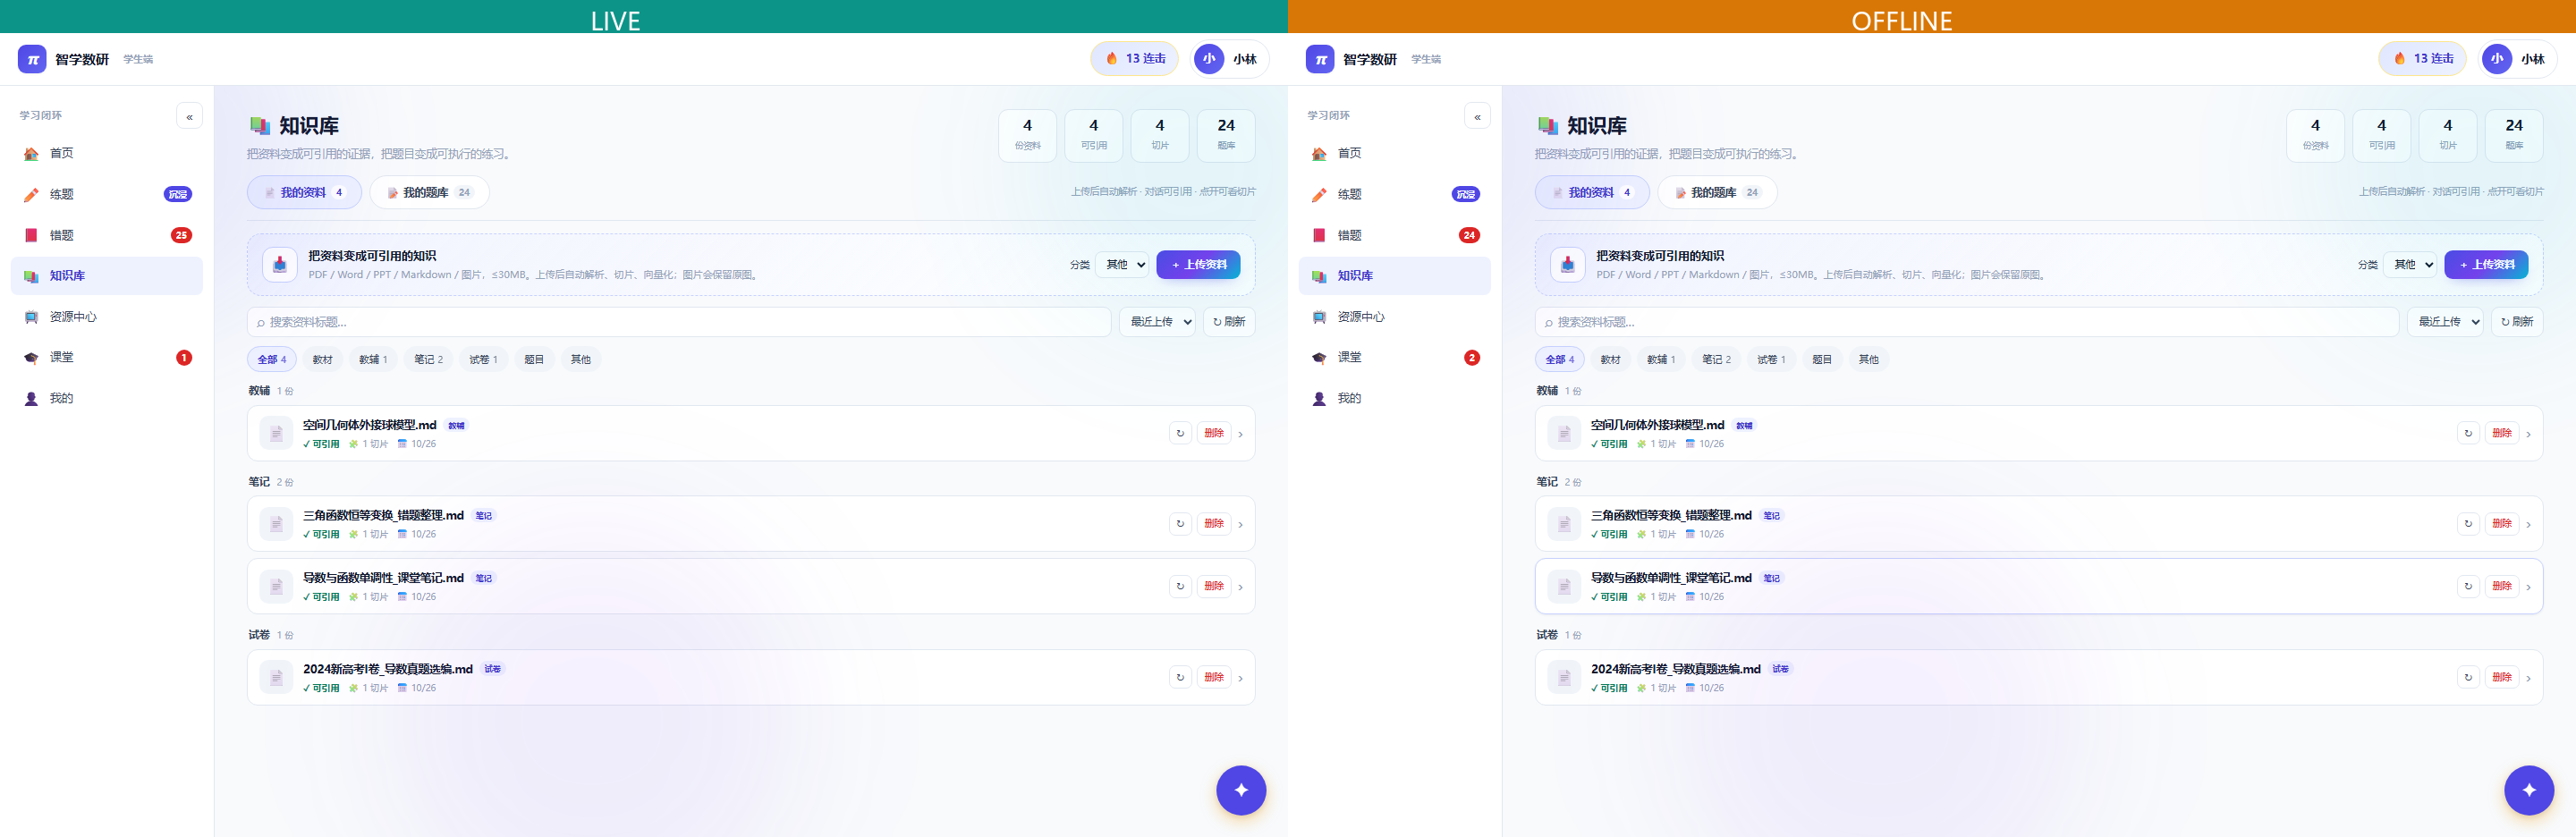 LIVE
π 智学数研 学生端 13 连击 小 小林
学习闭环 «
首页
练题 沉浸
错题 25
知识库
资源中心
课堂 1
我的
知识库
把资料变成可引用的证据，把题目变成可执行的练习。
4 份资料
4 可引用
4 切片
24 题库
我的资料 4 我的题库 24
上传后自动解析 · 对话可引用 · 点开可看切片
把资料变成可引用的知识
PDF / Word / PPT / Markdown / 图片，≤30MB。上传后自动解析、切片、向量化；图片会保留原图。
分类 其他 + 上传资料
搜索资料标题... 最近上传 ↻ 刷新
全部 4 教材 教辅 1 笔记 2 试卷 1 题目 其他
教辅 1 份
空间几何体外接球模型.md 教辅
✓ 可引用 1 切片 10/26 ↻ 删除 ›
笔记 2 份
三角函数恒等变换_错题整理.md 笔记
✓ 可引用 1 切片 10/26 ↻ 删除 ›
导数与函数单调性_课堂笔记.md 笔记
✓ 可引用 1 切片 10/26 ↻ 删除 ›
试卷 1 份
2024新高考I卷_导数真题选编.md 试卷
✓ 可引用 1 切片 10/26 ↻ 删除 ›
OFFLINE
π 智学数研 学生端 13 连击 小 小林
学习闭环 «
首页
练题 沉浸
错题 24
知识库
资源中心
课堂 2
我的
知识库
把资料变成可引用的证据，把题目变成可执行的练习。
4 份资料
4 可引用
4 切片
24 题库
我的资料 4 我的题库 24
上传后自动解析 · 对话可引用 · 点开可看切片
把资料变成可引用的知识
PDF / Word / PPT / Markdown / 图片，≤30MB。上传后自动解析、切片、向量化；图片会保留原图。
分类 其他 + 上传资料
搜索资料标题... 最近上传 ↻ 刷新
全部 4 教材 教辅 1 笔记 2 试卷 1 题目 其他
教辅 1 份
空间几何体外接球模型.md 教辅
✓ 可引用 1 切片 10/26 ↻ 删除 ›
笔记 2 份
三角函数恒等变换_错题整理.md 笔记
✓ 可引用 1 切片 10/26 ↻ 删除 ›
导数与函数单调性_课堂笔记.md 笔记
✓ 可引用 1 切片 10/26 ↻ 删除 ›
试卷 1 份
2024新高考I卷_导数真题选编.md 试卷
✓ 可引用 1 切片 10/26 ↻ 删除 ›